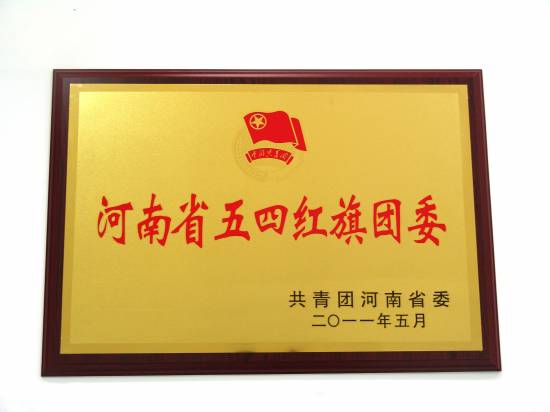 中国共青团
河南省五四红旗团委
共青团河南省委
二〇一一年五月